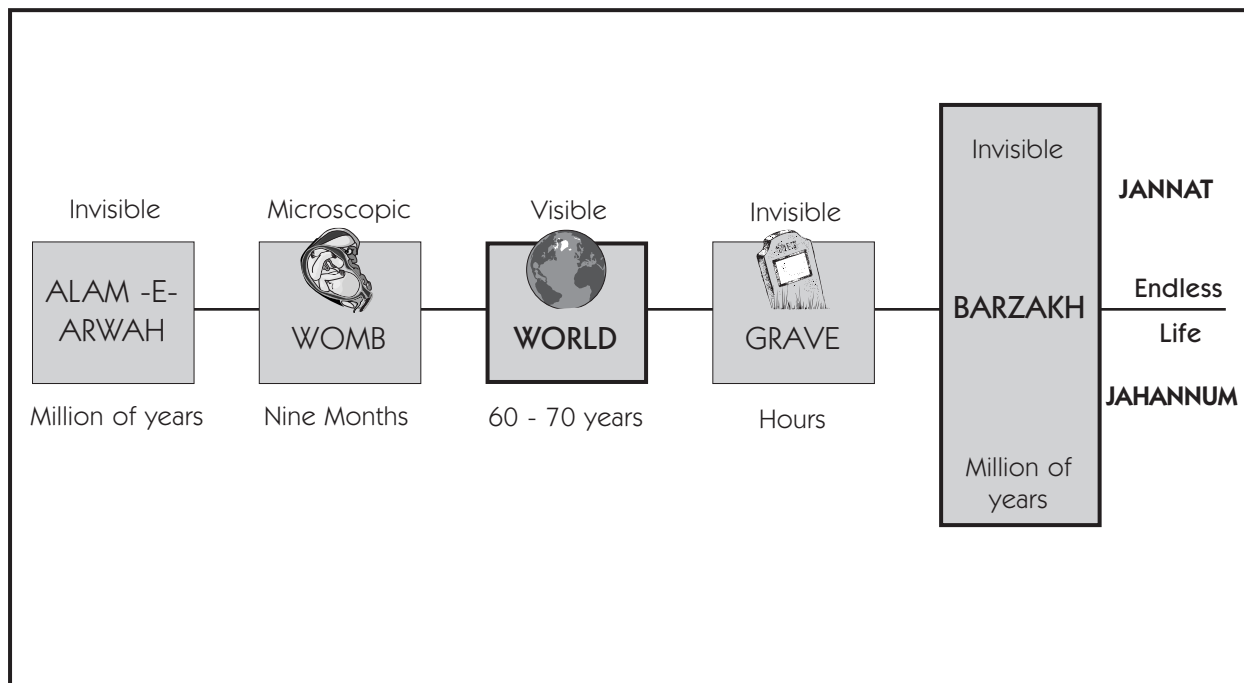 Invisible
ALAM -E-
ARWAH
Million of years
Microscopic
WOMB
Nine Months
Visible
WORLD
60 - 70 years
Invisible
GRAVE
Hours
Invisible
BARZAKH
Million of
years
JANNAT
Endless
Life
JAHANNUM